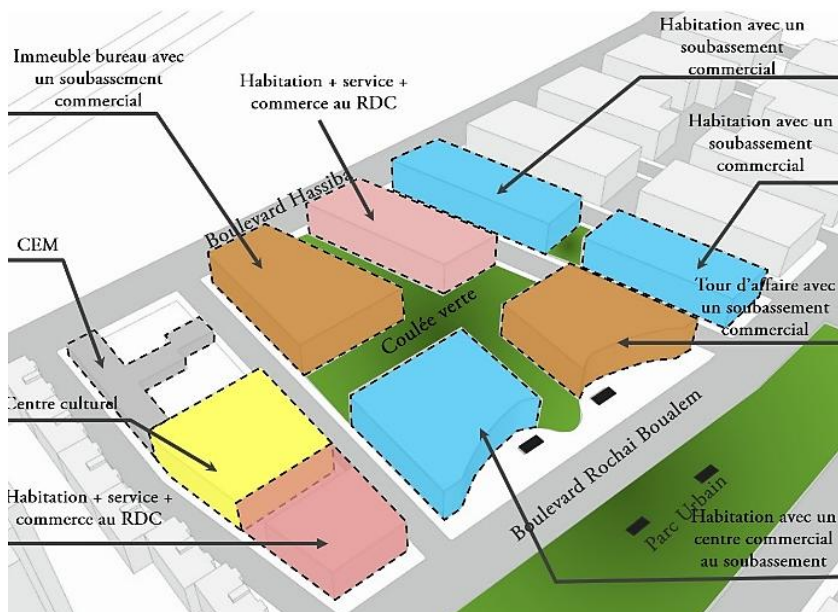 Immeuble bureau avec
un soubassement
commercial
Habitation + service +
commerce au RDC
Habitation avec un
soubassement
commercial
Habitation avec un
soubassement
commercial
Boulevard Hassiba
CEM
Coulée verte
Tour d'affaire avec
un soubassement
commercial
Centre culturel
Habitation + service +
commerce au RDC
Boulevard Rochai Boualem
Parc Urbain
Habitation avec un
centre commercial
au soubassement